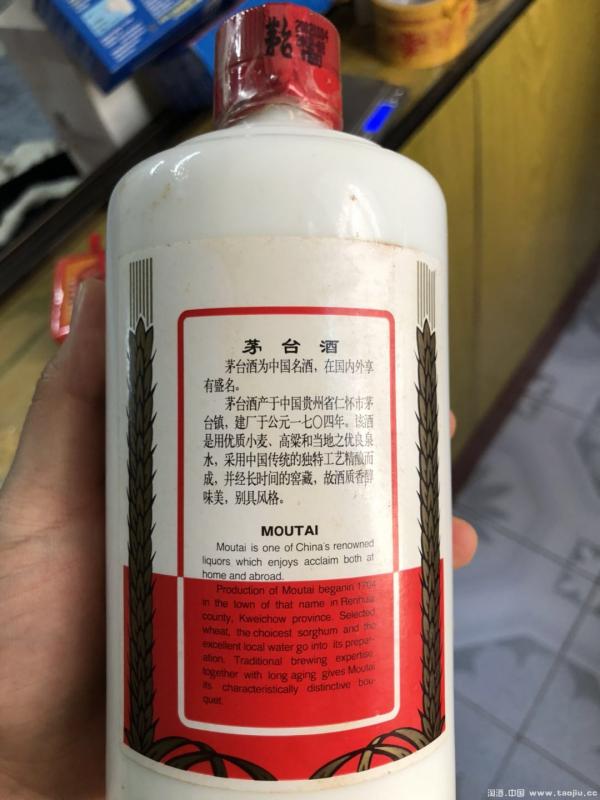 茅台酒
茅台酒为中国名酒，在国内外享
有盛名。
茅台酒产于中国贵州省仁怀市茅
台镇，建厂于公元一七〇四年。该酒
是用优质小麦、高粱和当地之优良泉
水，采用中国传统的独特工艺精酿而
成，并经长时间的窖藏，故酒质香醇
味美，别具风格。
MOUTAI
Moutai is one of China's renowned
liquors which enjoys acclaim both at
home and abroad.
Production of Moutai beganin 1704
in the town of that name in Renhuai
county, Kweichow province. Selected
wheat, the choicest sorghum and the
excellent local water go into its prepar-
ation. Traditional brewing expertise
together with long aging gives Moutai
its characteristically distinctive bou-
quet.
淘酒.中国 www.taojiu.cc